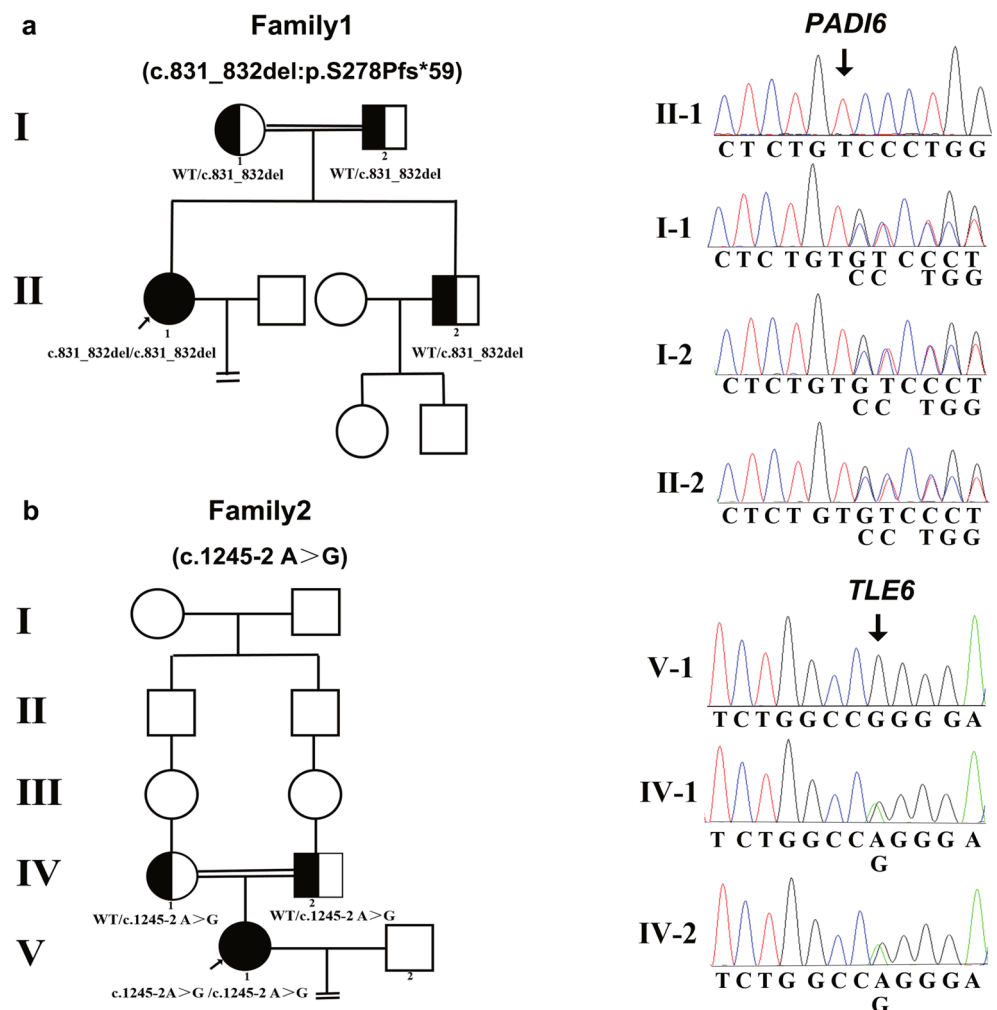 a
Family1
(c.831_832del:p.S278Pfs*59)
I
1
2
WT/c.831_832del
WT/c.831_832del
II
1
2
c.831_832del/c.831_832del
WT/c.831_832del
PADI6
II-1
C T C T G T C C C T G G
I-1
C T C T G T G T C C C T
C C T G G
I-2
C T C T G T G T C C C T
C C T G G
II-2
C T C T G T G T C C C T
C C T G G
b
Family2
(c.1245-2 A>G)
I
II
III
IV
1
2
WT/c.1245-2 A>G
WT/c.1245-2 A>G
V
1
2
c.1245-2A>G /c.1245-2 A>G
TLE6
V-1
T C T G G C C G G G G A
IV-1
T C T G G C C A G G G A
G
IV-2
T C T G G C C A G G G A
G